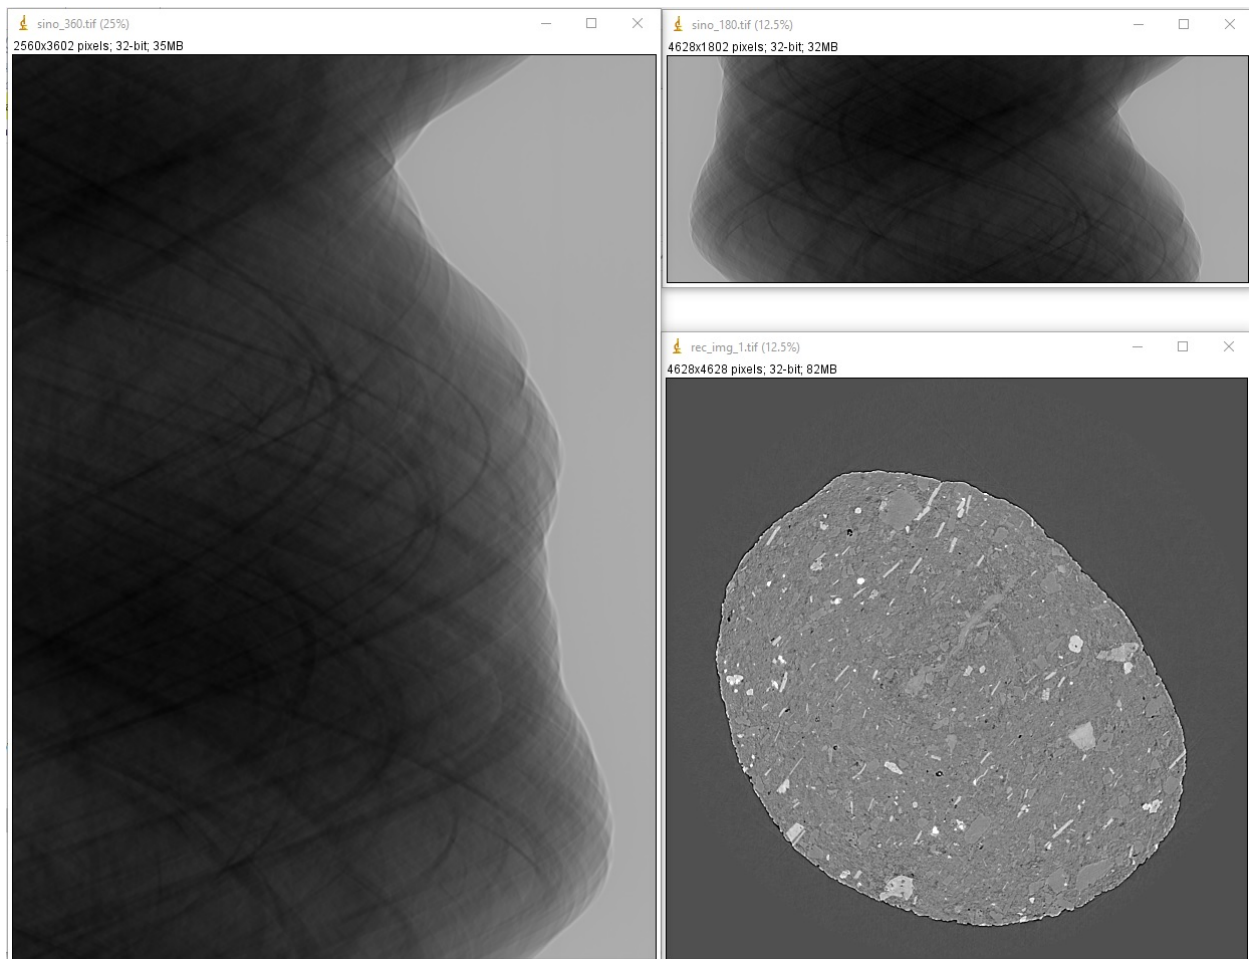 sino_360.tif (25%)
2560x3602 pixels; 32-bit; 35MB
sino_180.tif (12.5%)
4628x1802 pixels; 32-bit; 32MB
rec_img_1.tif (12.5%)
4628x4628 pixels; 32-bit; 82MB